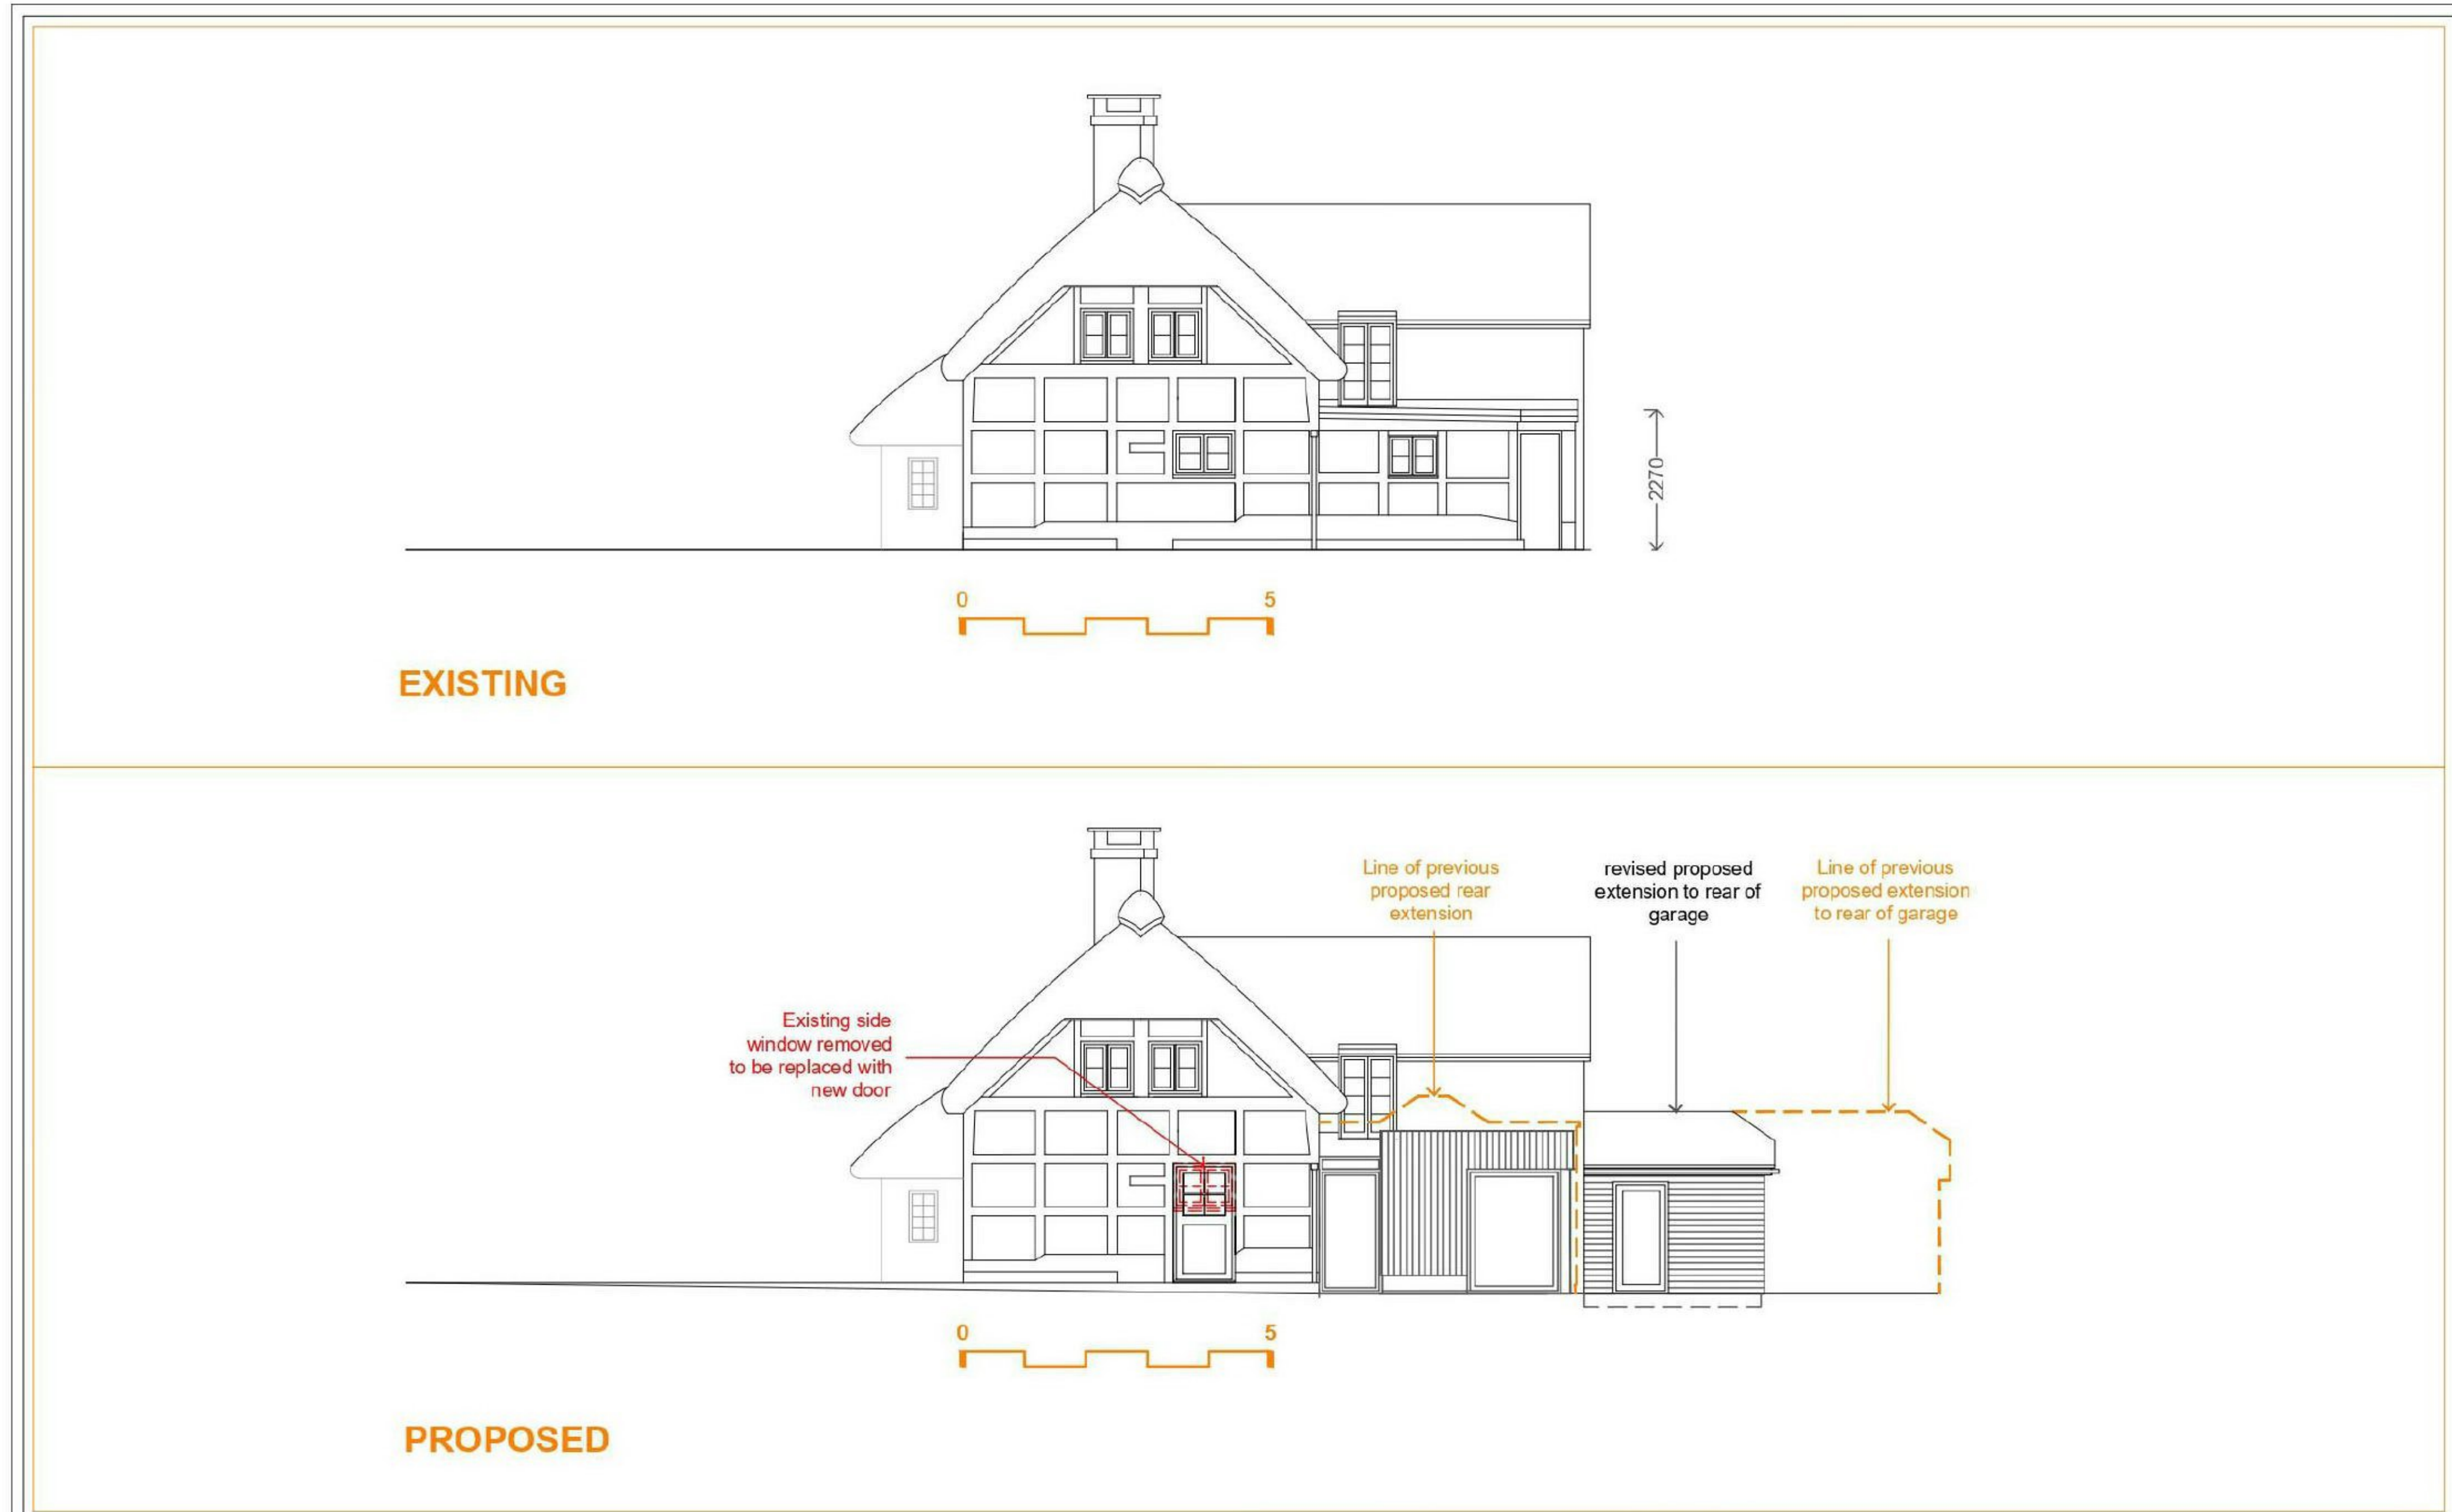 2270
0 5
EXISTING
Line of previous
proposed rear
extension
revised proposed
extension to rear of
garage
Line of previous
proposed extension
to rear of garage
Existing side
window removed
to be replaced with
new door
0 5
PROPOSED